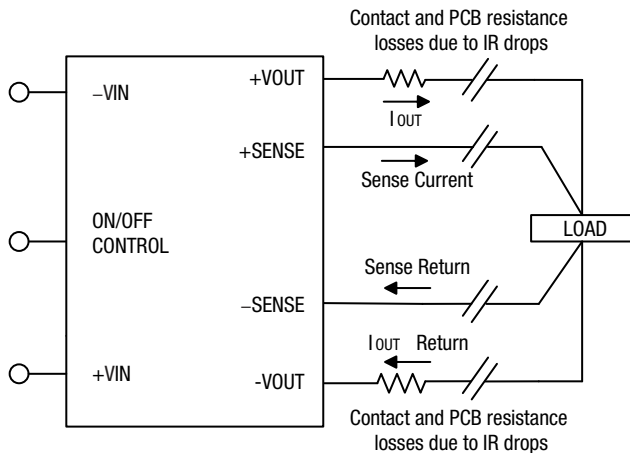 Contact and PCB resistance
losses due to IR drops
+VOUT
−VIN
IOUT
+SENSE
Sense Current
ON/OFF
CONTROL
LOAD
Sense Return
−SENSE
IOUT Return
+VIN
-VOUT
Contact and PCB resistance
losses due to IR drops